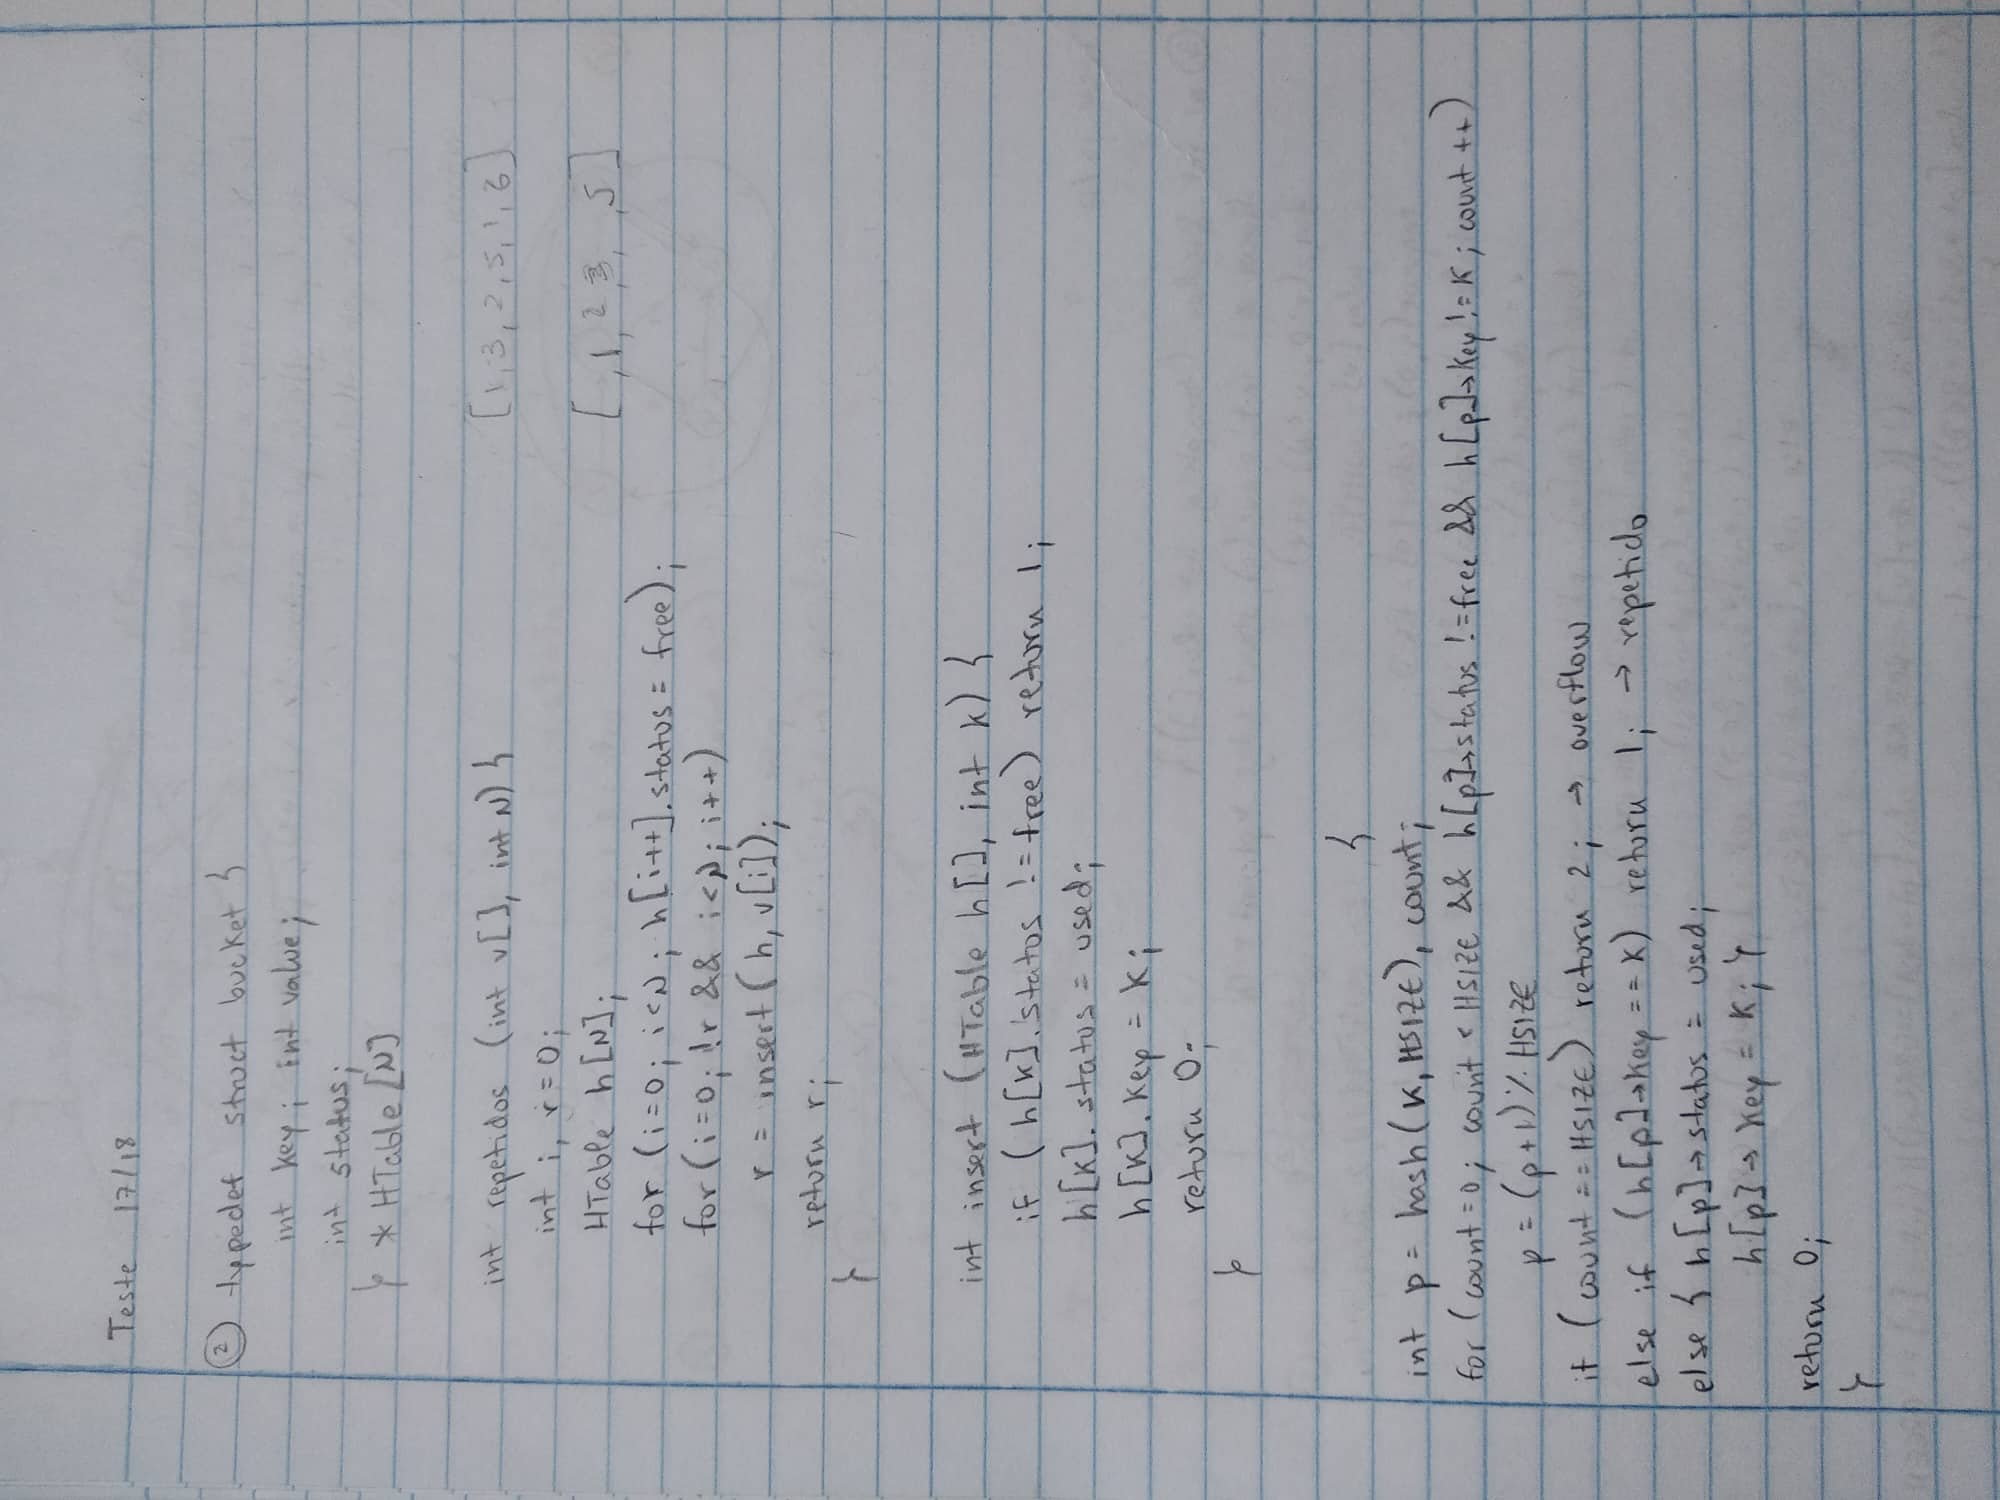 Teste 17/18
② typedef struct bucket {
int key; int value;
int status;
} * HTable [N]
int repetidos (int v[], int N) { [1,3,2,5,1,6]
int i, r = 0;
HTable h[N]; [ ,1,2,3, ,5]
for (i=0; i<N; h[i++].status = free);
for (i=0; !r && i<N; i++)
r = insert (h, v[i]);
return r;
}
int insert (HTable h[], int k) {
if (h[k].status != free) return 1;
h[k].status = used;
h[k].key = k;
return 0;
}
{
int p = hash(k, HSIZE), count;
for (count=0; count < HSIZE && h[p]->status != free && h[p]->key != k; count++)
p = (p+1) % HSIZE
if (count == HSIZE) return 2; → overflow
else if (h[p]->key == k) return 1; → repetido
else { h[p]->status = used;
h[p]->key = k; }
return 0;
}